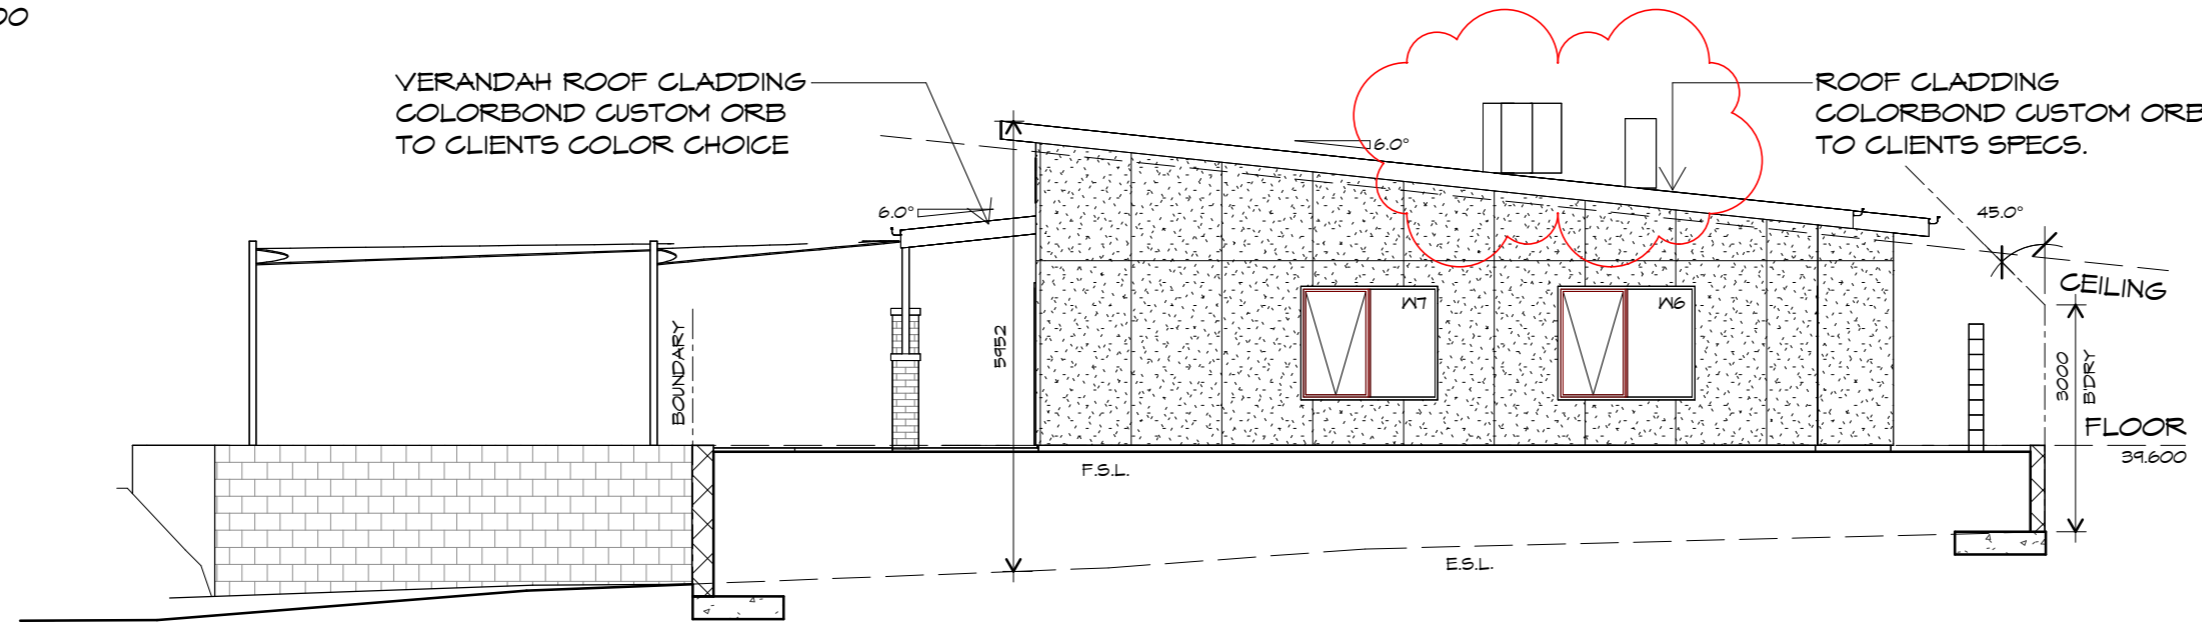 VERANDAH ROOF CLADDING
COLORBOND CUSTOM ORB
TO CLIENTS COLOR CHOICE
ROOF CLADDING
COLORBOND CUSTOM ORB
TO CLIENTS SPECS.
6.0°
6.0°
45.0°
CEILING
W7
W6
BOUNDARY
5952
3000
B'DRY
FLOOR
39.600
F.S.L.
E.S.L.